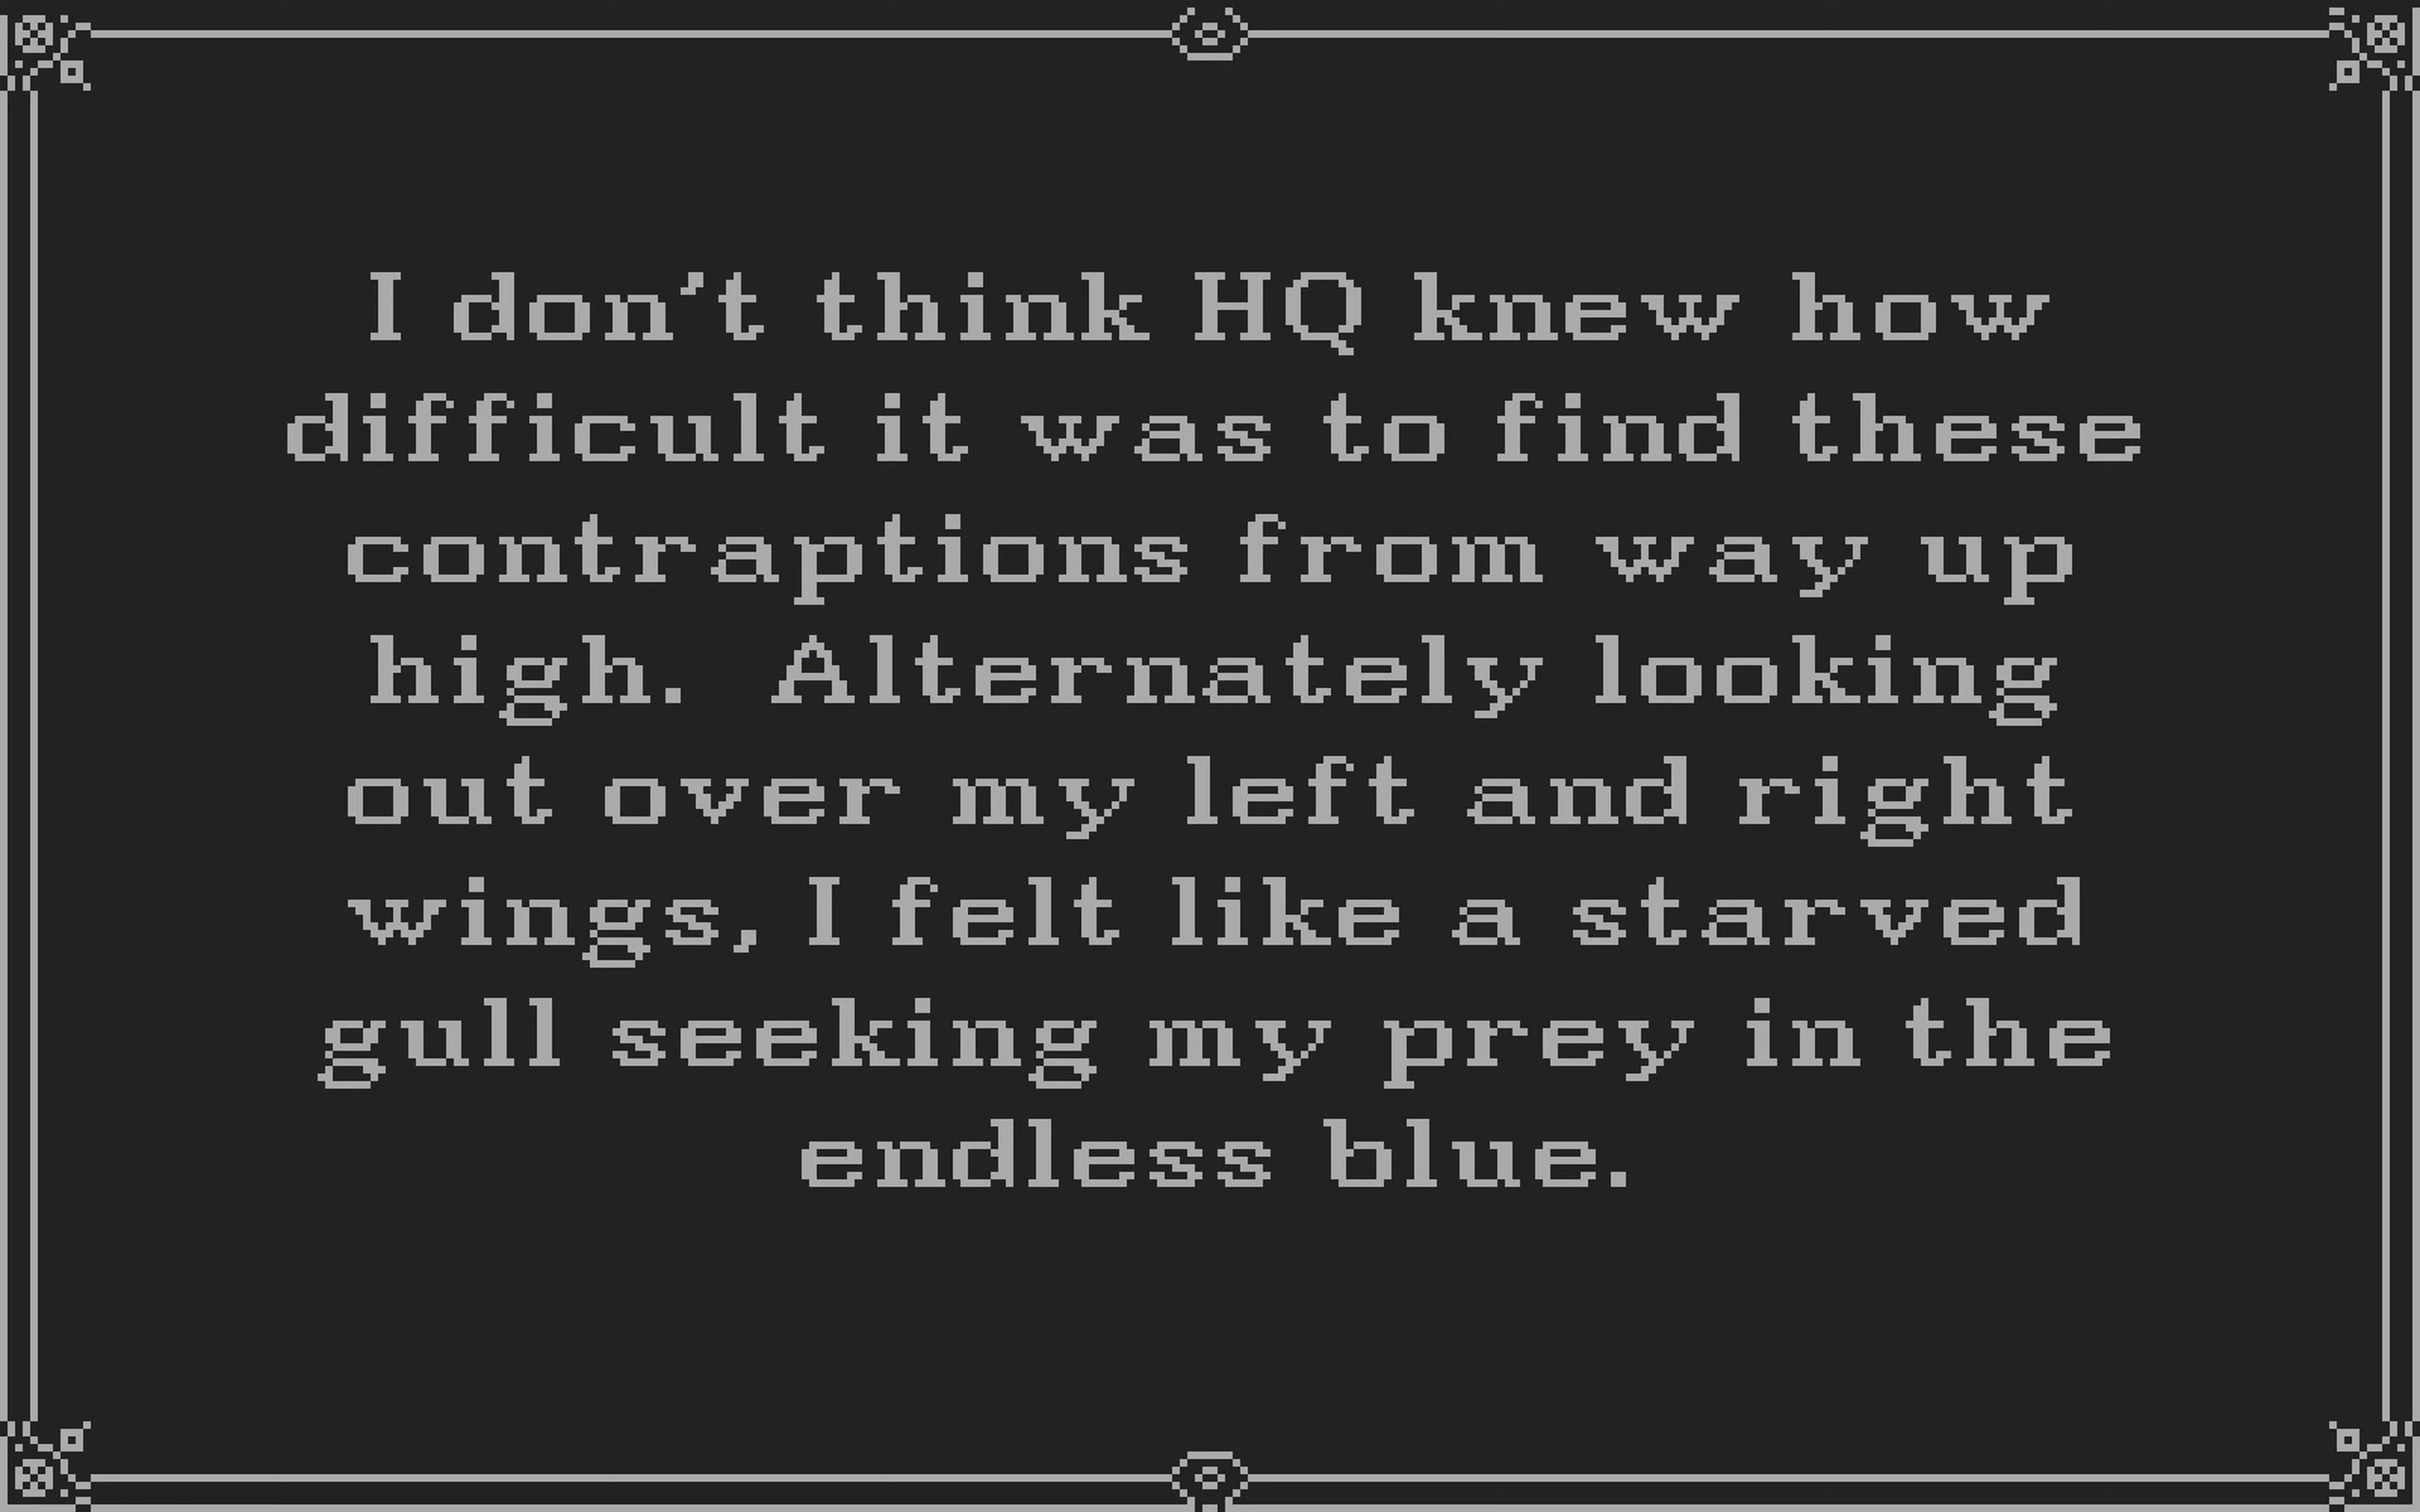 I don't think HQ knew how
difficult it was to find these
contraptions from way up
high.  Alternately looking
out over my left and right
wings, I felt like a starved
gull seeking my prey in the
endless blue.